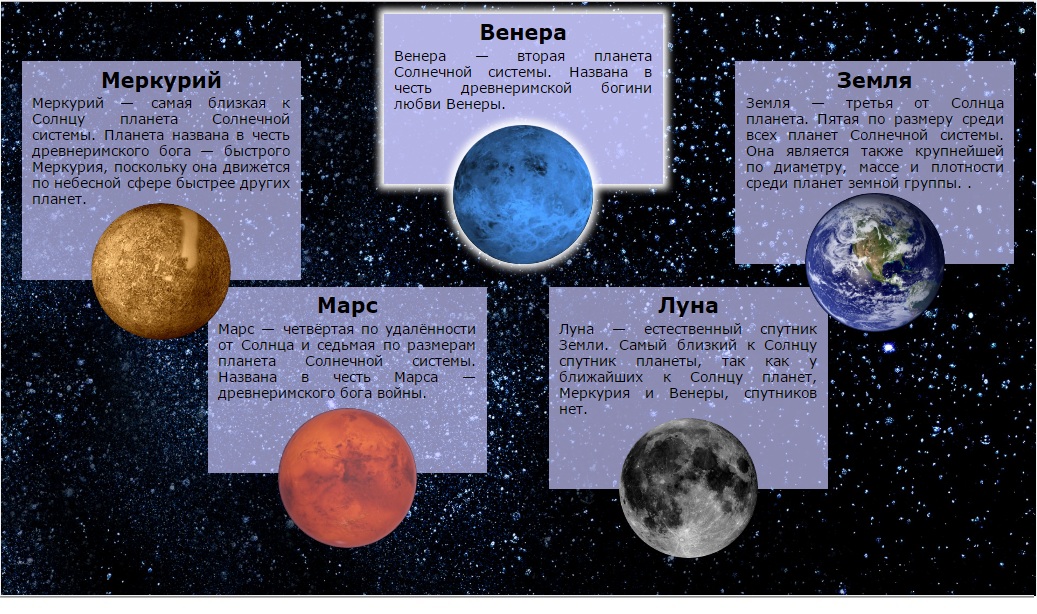 Венера
Венера — вторая планета
Солнечной системы. Названа в
честь древнеримской богини
любви Венеры.
Меркурий
Меркурий — самая близкая к
Солнцу планета Солнечной
системы. Планета названа в честь
древнеримского бога — быстрого
Меркурия, поскольку она движется
по небесной сфере быстрее других
планет.
Земля
Земля — третья от Солнца
планета. Пятая по размеру среди
всех планет Солнечной системы.
Она является также крупнейшей
по диаметру, массе и плотности
среди планет земной группы. .
Марс
Марс — четвёртая по удалённости
от Солнца и седьмая по размерам
планета Солнечной системы.
Названа в честь Марса —
древнеримского бога войны.
Луна
Луна — естественный спутник
Земли. Самый близкий к Солнцу
спутник планеты, так как у
ближайших к Солнцу планет,
Меркурия и Венеры, спутников
нет.